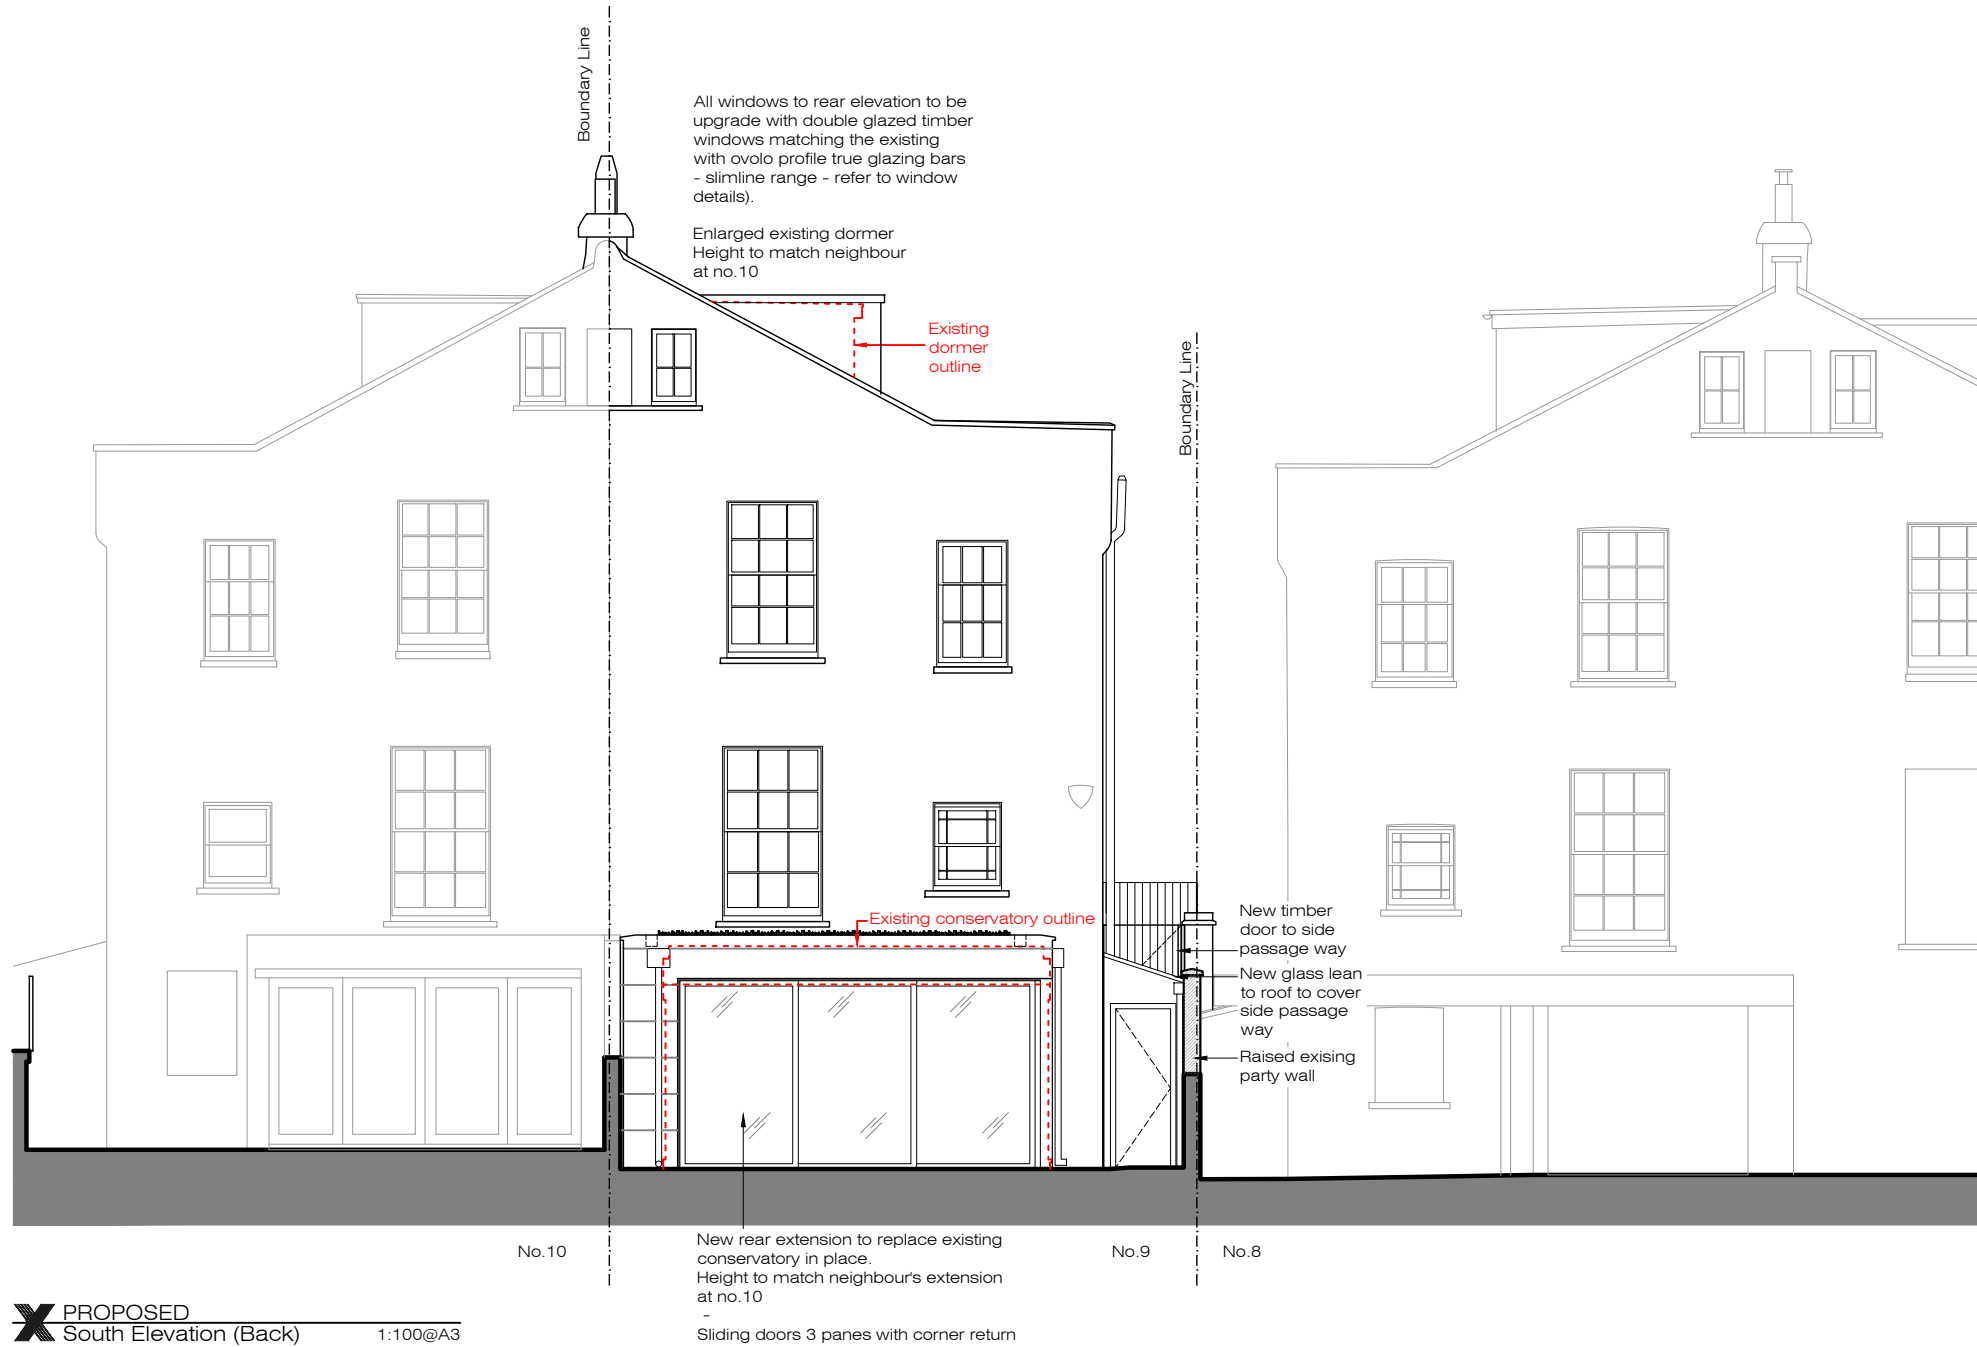 Boundary Line
All windows to rear elevation to be
upgrade with double glazed timber
windows matching the existing
with ovolo profile true glazing bars
- slimline range - refer to window
details).
Enlarged existing dormer
Height to match neighbour
at no.10
Existing
dormer
outline
Boundary Line
Existing conservatory outline
New timber
door to side
passage way
New glass lean
to roof to cover
side passage
way
Raised exising
party wall
No.10
New rear extension to replace existing
conservatory in place.
Height to match neighbour's extension
at no.10
-
Sliding doors 3 panes with corner return
No.9
No.8
PROPOSED
South Elevation (Back)
1:100@A3